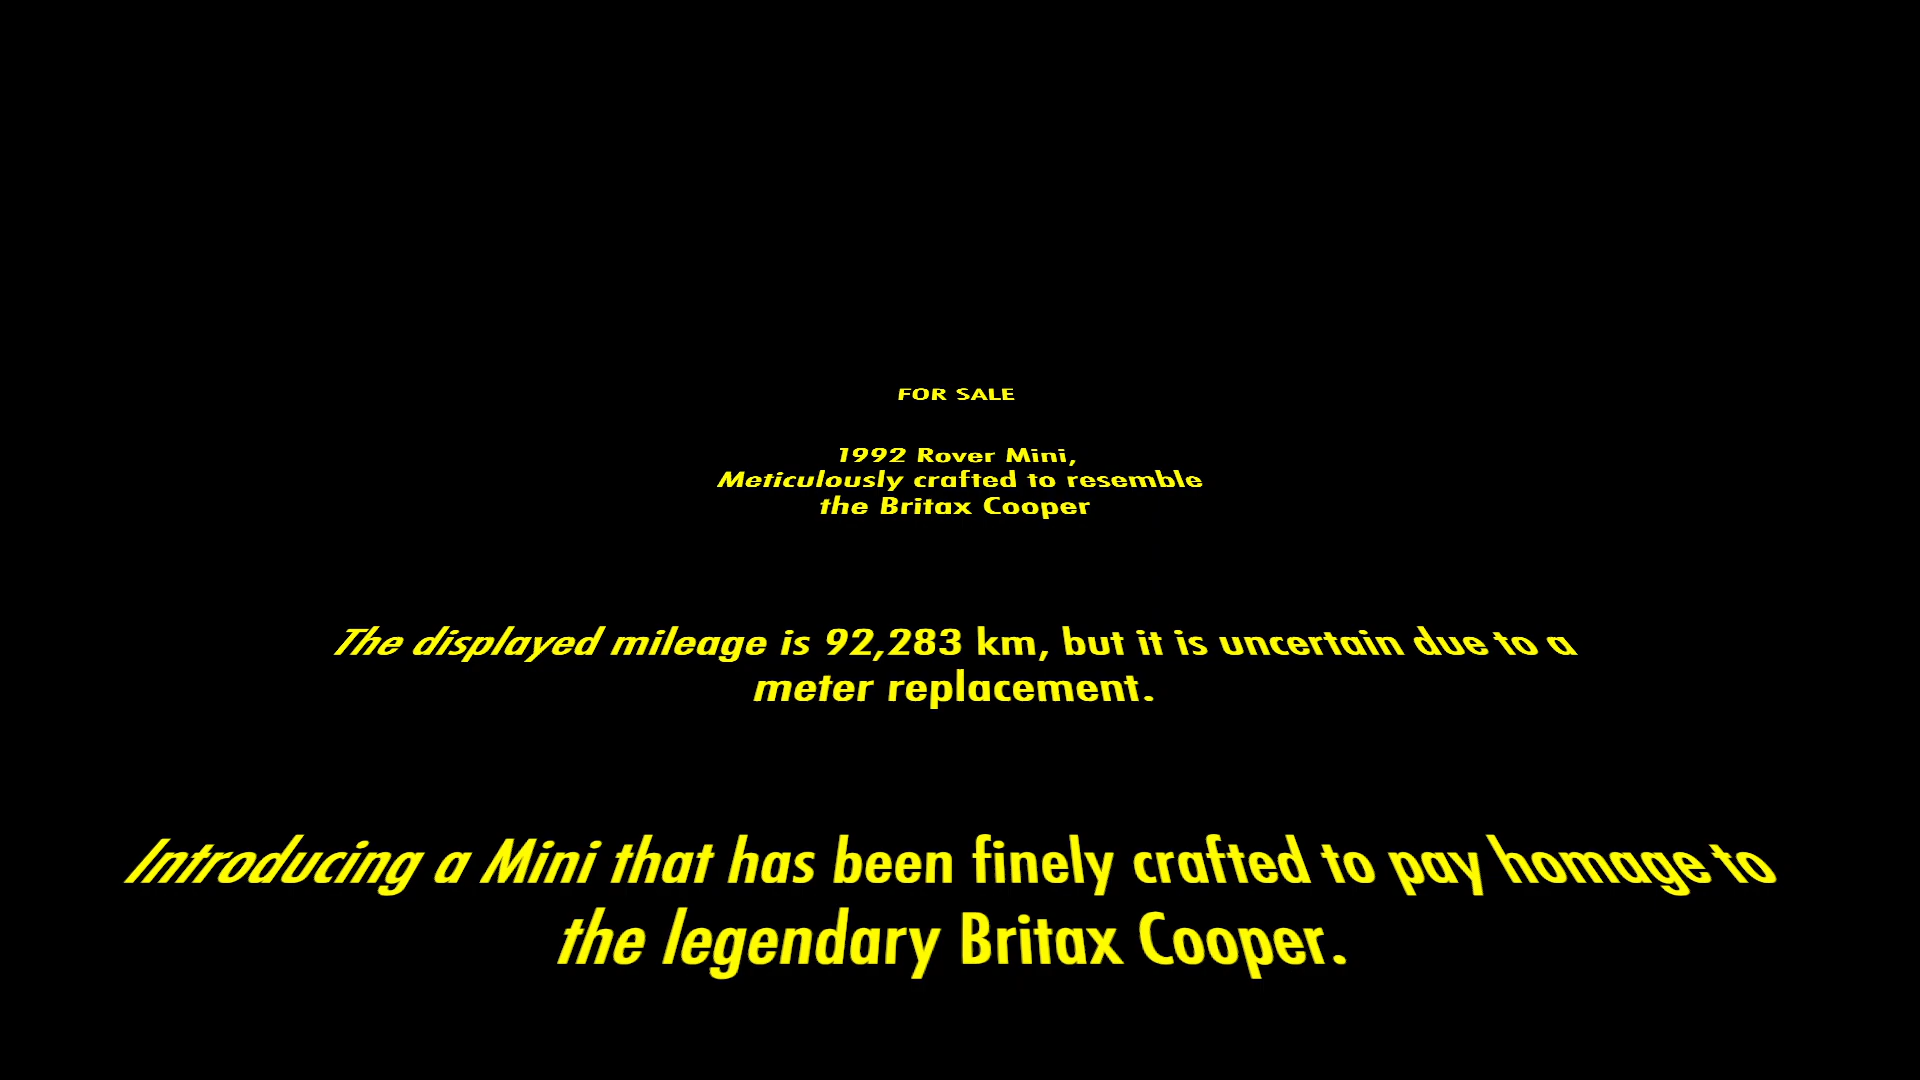 FOR SALE
1992 Rover Mini,
Meticulously crafted to resemble
the Britax Cooper
The displayed mileage is 92,283 km, but it is uncertain due to a
meter replacement.
Introducing a Mini that has been finely crafted to pay homage to
the legendary Britax Cooper.